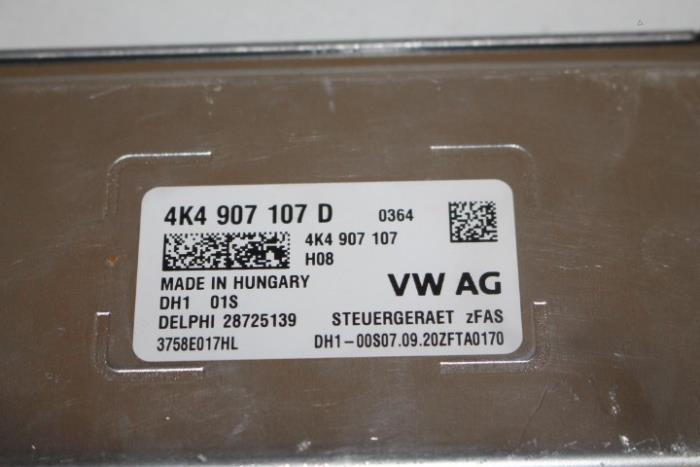 4K4 907 107 D 0364
4K4 907 107
H08
MADE IN HUNGARY
VW AG
DH1 01S
DELPHI 28725139 STEUERGERAET zFAS
3758E017HL DH1-00S07.09.20ZFTA0170